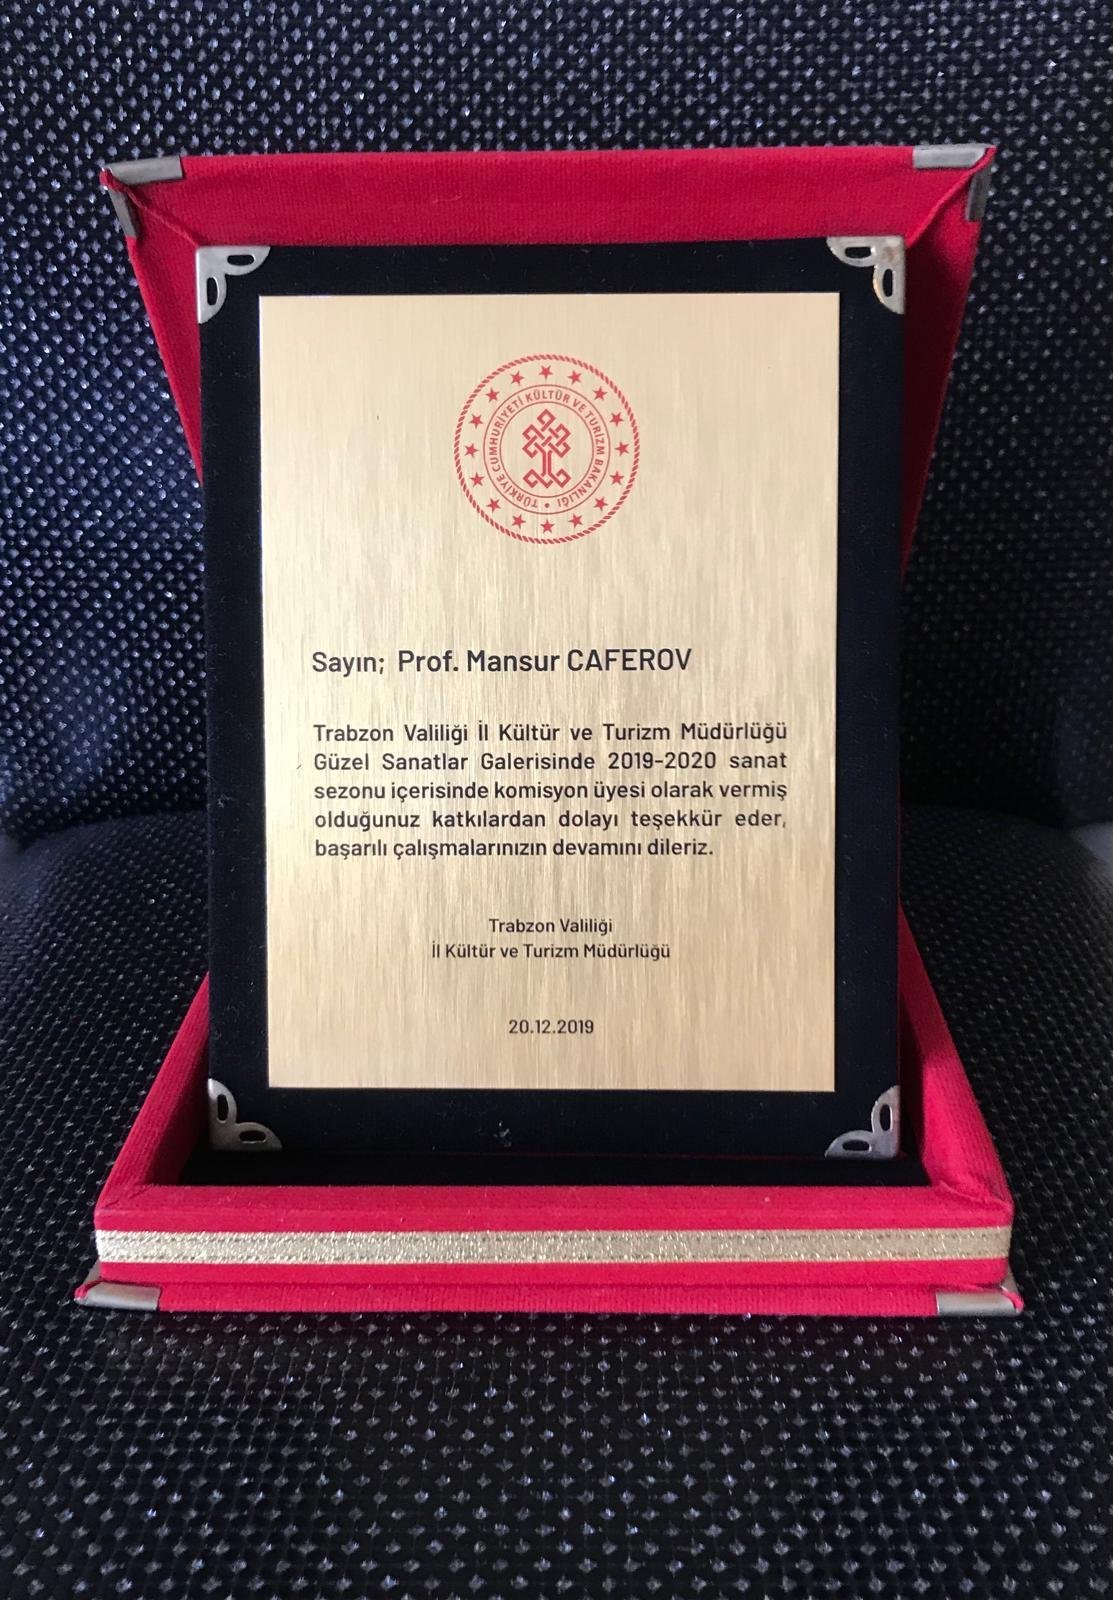 TÜRKİYE CUMHURİYETİ KÜLTÜR VE TURİZM BAKANLIĞI
Sayın; Prof. Mansur CAFEROV
Trabzon Valiliği İl Kültür ve Turizm Müdürlüğü
Güzel Sanatlar Galerisinde 2019-2020 sanat
sezonu içerisinde komisyon üyesi olarak vermiş
olduğunuz katkılardan dolayı teşekkür eder,
başarılı çalışmalarınızın devamını dileriz.
Trabzon Valiliği
İl Kültür ve Turizm Müdürlüğü
20.12.2019